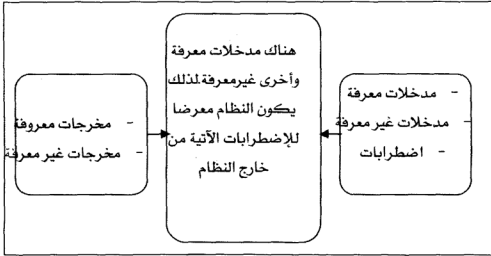 - مدخلات معرفة
- مدخلات غير معرفة
- اضطرابات
هناك مدخلات معرفة
وأخرى غيرمعرفة.لذلك
يكون النظام معرضا
للإضطرابات الآتية من
خارج النظام
- مخرجات معروفة
- مخرجات غير معرفة